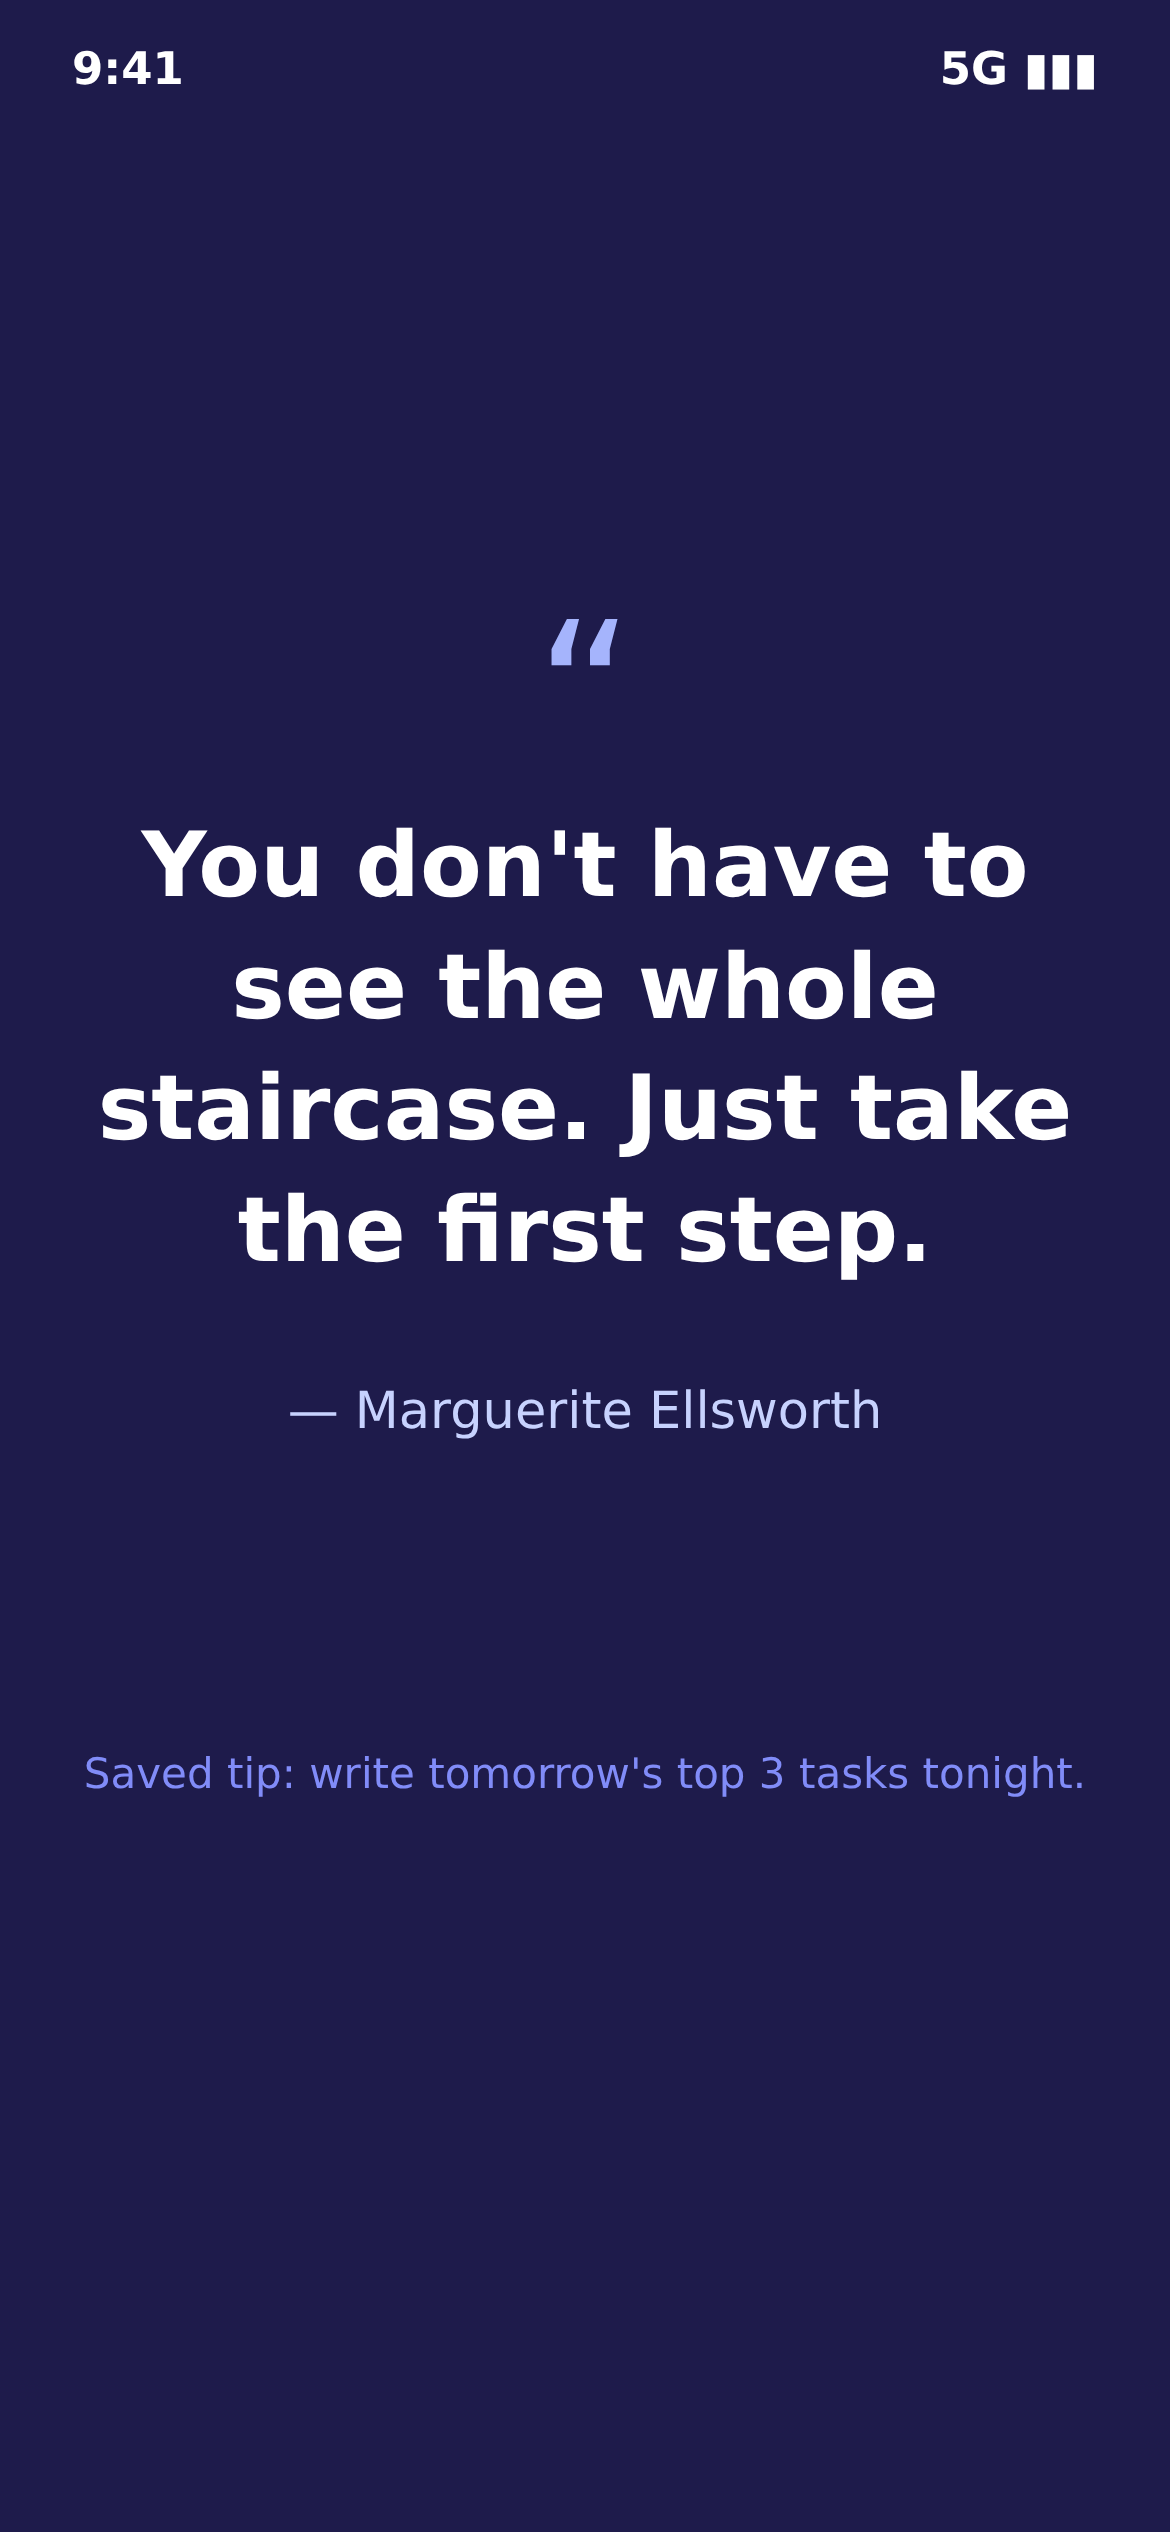 9:41
5G ▮▮▮
“
You don't have to
see the whole
staircase. Just take
the first step.
— Marguerite Ellsworth
Saved tip: write tomorrow's top 3 tasks tonight.